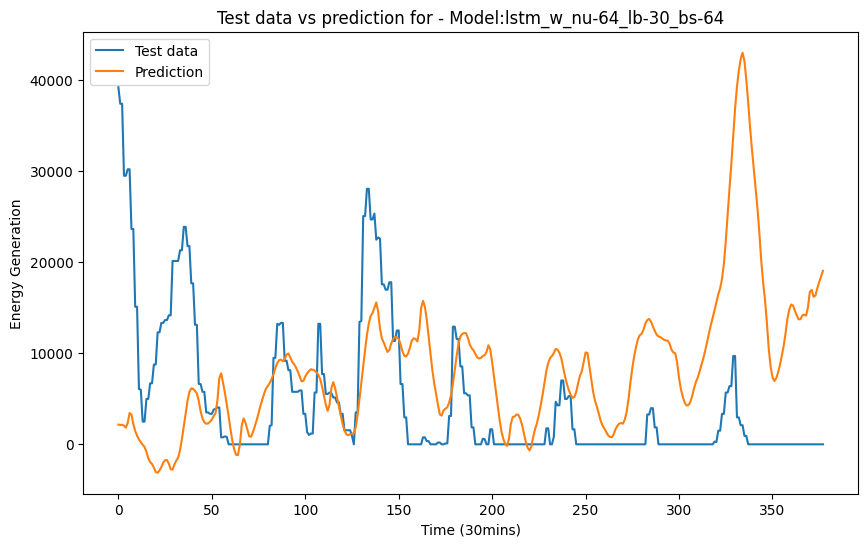 Test data vs prediction for - Model:lstm_w_nu-64_lb-30_bs-64
Test data
Prediction
Energy Generation
40000
30000
20000
10000
0
0 50 100 150 200 250 300 350
Time (30mins)